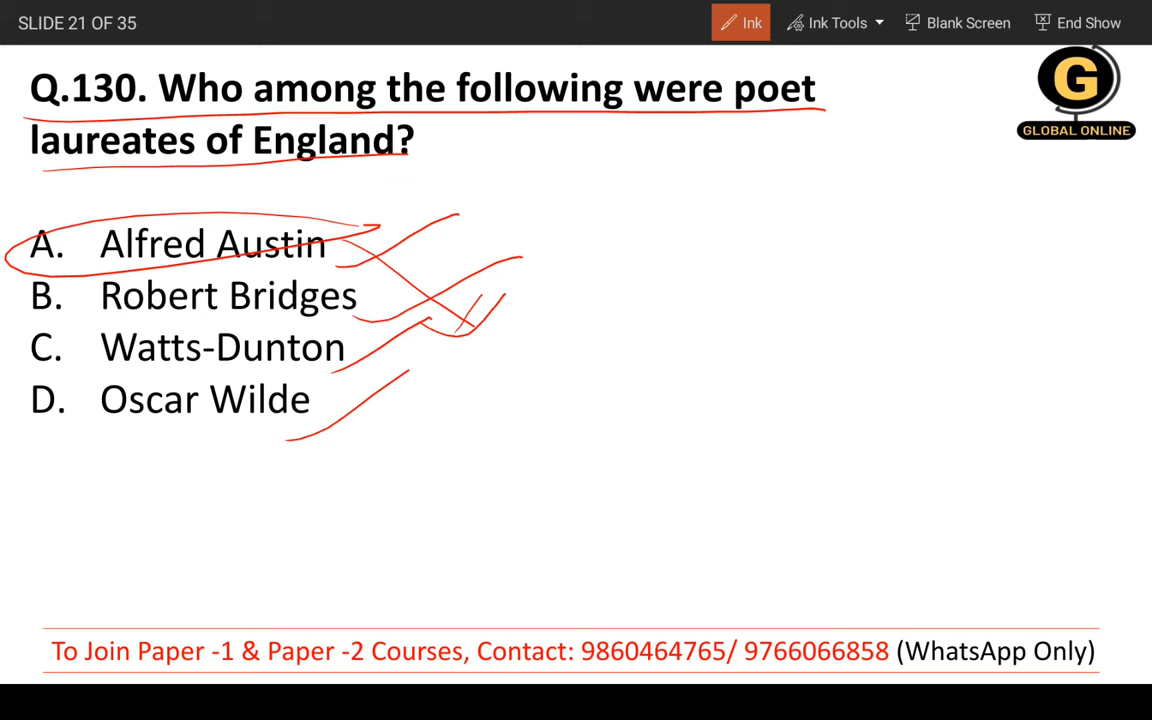 SLIDE 21 OF 35
Ink
Ink Tools
Blank Screen
End Show
Q.130. Who among the following were poet
laureates of England?
G
GLOBAL ONLINE
A. Alfred Austin
B. Robert Bridges
C. Watts-Dunton
D. Oscar Wilde
To Join Paper -1 & Paper -2 Courses, Contact: 9860464765/ 9766066858 (WhatsApp Only)